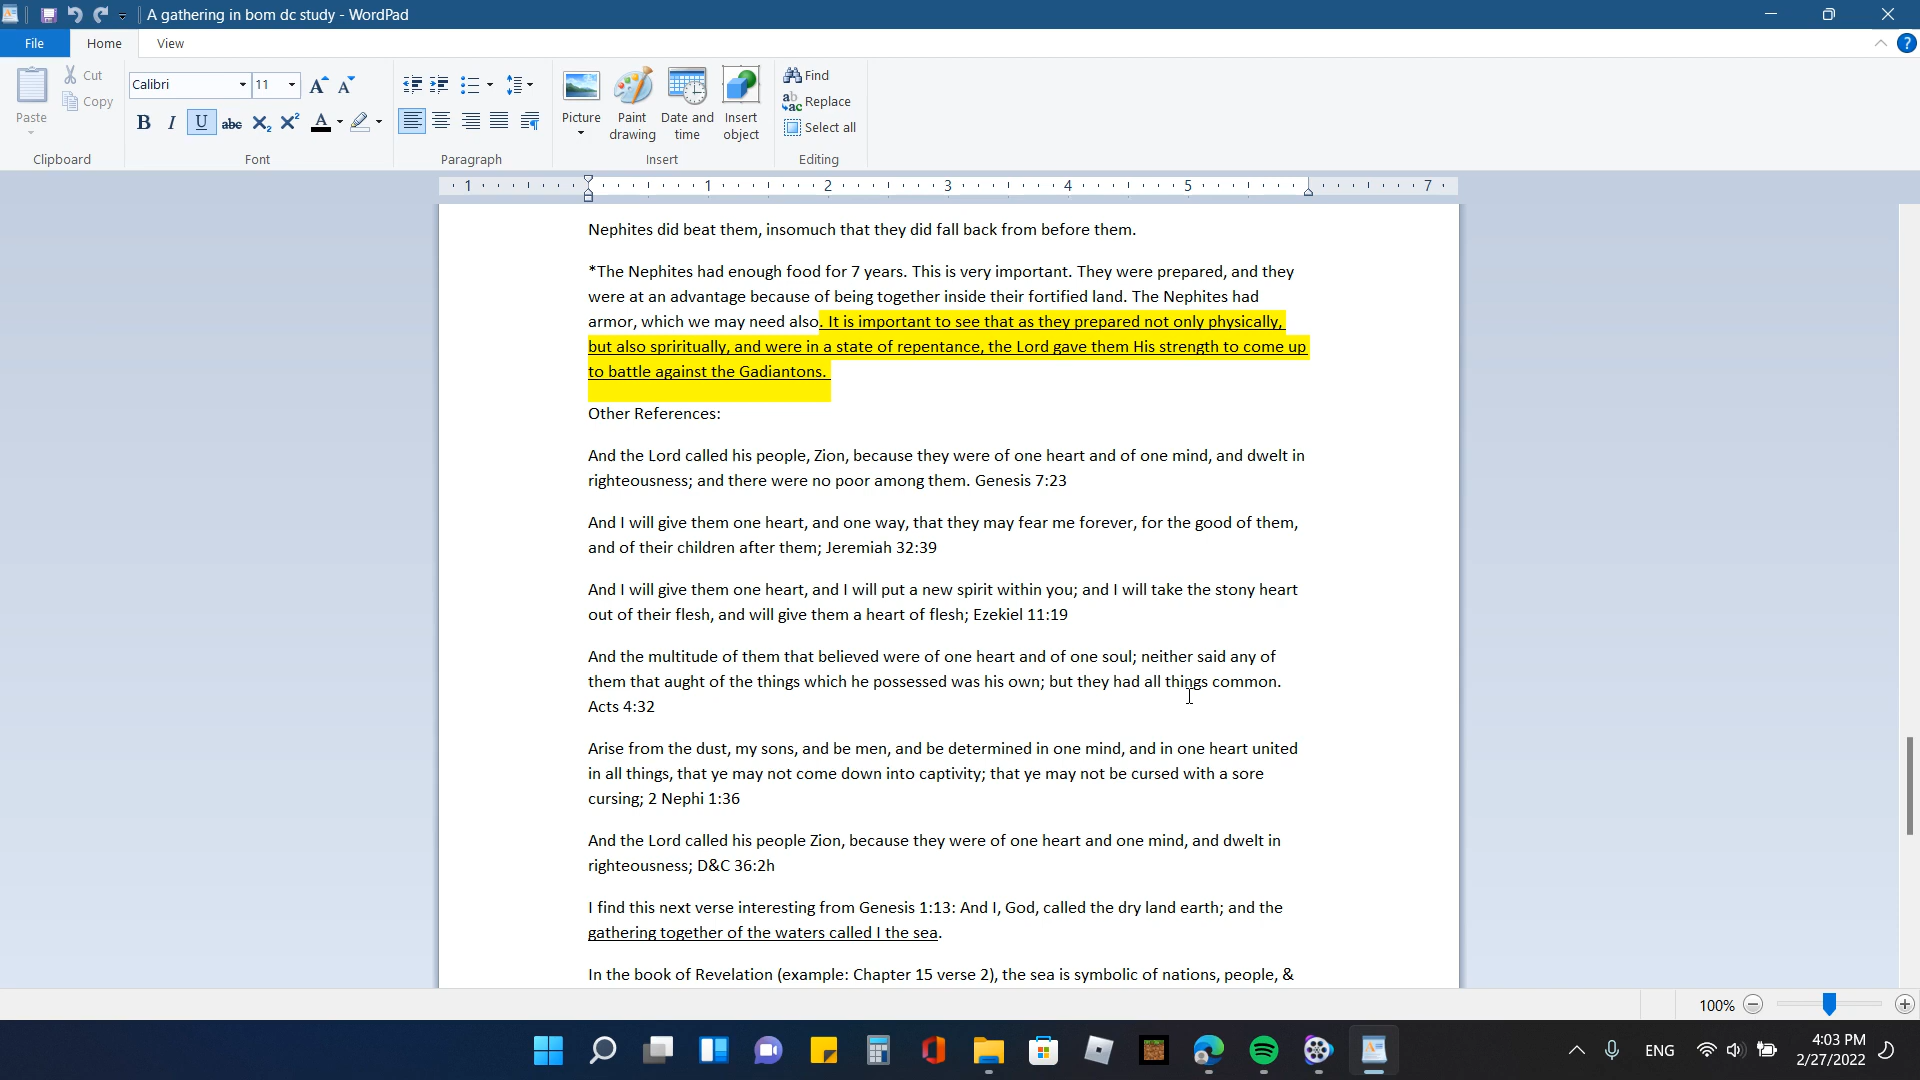 A gathering in bom dc study - WordPad
File
Home
View
Paste
Cut
Copy
Clipboard
Calibri
11
B I U abc X₂ X² A
Font
Paragraph
Picture
Paint drawing
Date and time
Insert object
Insert
Find
Replace
Select all
Editing
1 1 2 3 4 5 7
Nephites did beat them, insomuch that they did fall back from before them.
*The Nephites had enough food for 7 years. This is very important. They were prepared, and they
were at an advantage because of being together inside their fortified land. The Nephites had
armor, which we may need also. It is important to see that as they prepared not only physically,
but also spriritually, and were in a state of repentance, the Lord gave them His strength to come up
to battle against the Gadiantons.
Other References:
And the Lord called his people, Zion, because they were of one heart and of one mind, and dwelt in
righteousness; and there were no poor among them. Genesis 7:23
And I will give them one heart, and one way, that they may fear me forever, for the good of them,
and of their children after them; Jeremiah 32:39
And I will give them one heart, and I will put a new spirit within you; and I will take the stony heart
out of their flesh, and will give them a heart of flesh; Ezekiel 11:19
And the multitude of them that believed were of one heart and of one soul; neither said any of
them that aught of the things which he possessed was his own; but they had all things common.
Acts 4:32
Arise from the dust, my sons, and be men, and be determined in one mind, and in one heart united
in all things, that ye may not come down into captivity; that ye may not be cursed with a sore
cursing; 2 Nephi 1:36
And the Lord called his people Zion, because they were of one heart and one mind, and dwelt in
righteousness; D&C 36:2h
I find this next verse interesting from Genesis 1:13: And I, God, called the dry land earth; and the
gathering together of the waters called I the sea.
In the book of Revelation (example: Chapter 15 verse 2), the sea is symbolic of nations, people, &
100%
ENG
4:03 PM
2/27/2022